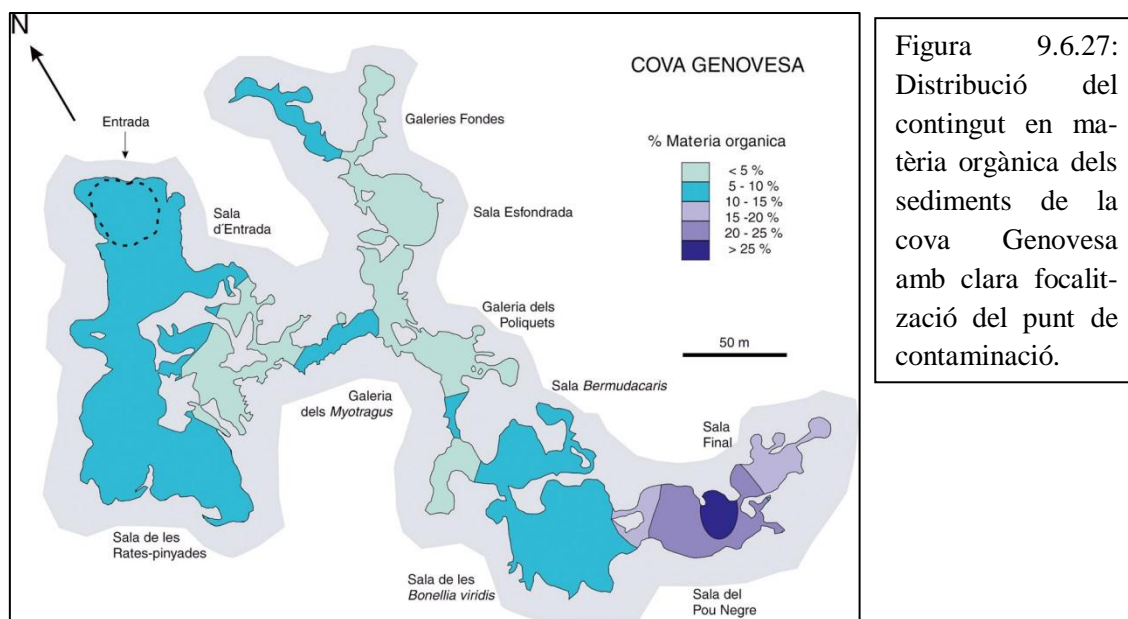 N
COVA GENOVESA
Galeries Fondes
Entrada
% Materia organica
< 5 %
5 - 10 %
10 - 15 %
15 -20 %
20 - 25 %
> 25 %
Sala
d´Entrada
Sala Esfondrada
Galeria dels
Poliquets
50 m
Sala Bermudacaris
Galeria
dels Myotragus
Sala
Final
Sala de les
Rates-pinyades
Sala de les
Bonellia viridis
Sala del
Pou Negre
Figura 9.6.27:
Distribució del
contingut en ma-
tèria orgànica dels
sediments de la
cova Genovesa
amb clara focalit-
zació del punt de
contaminació.